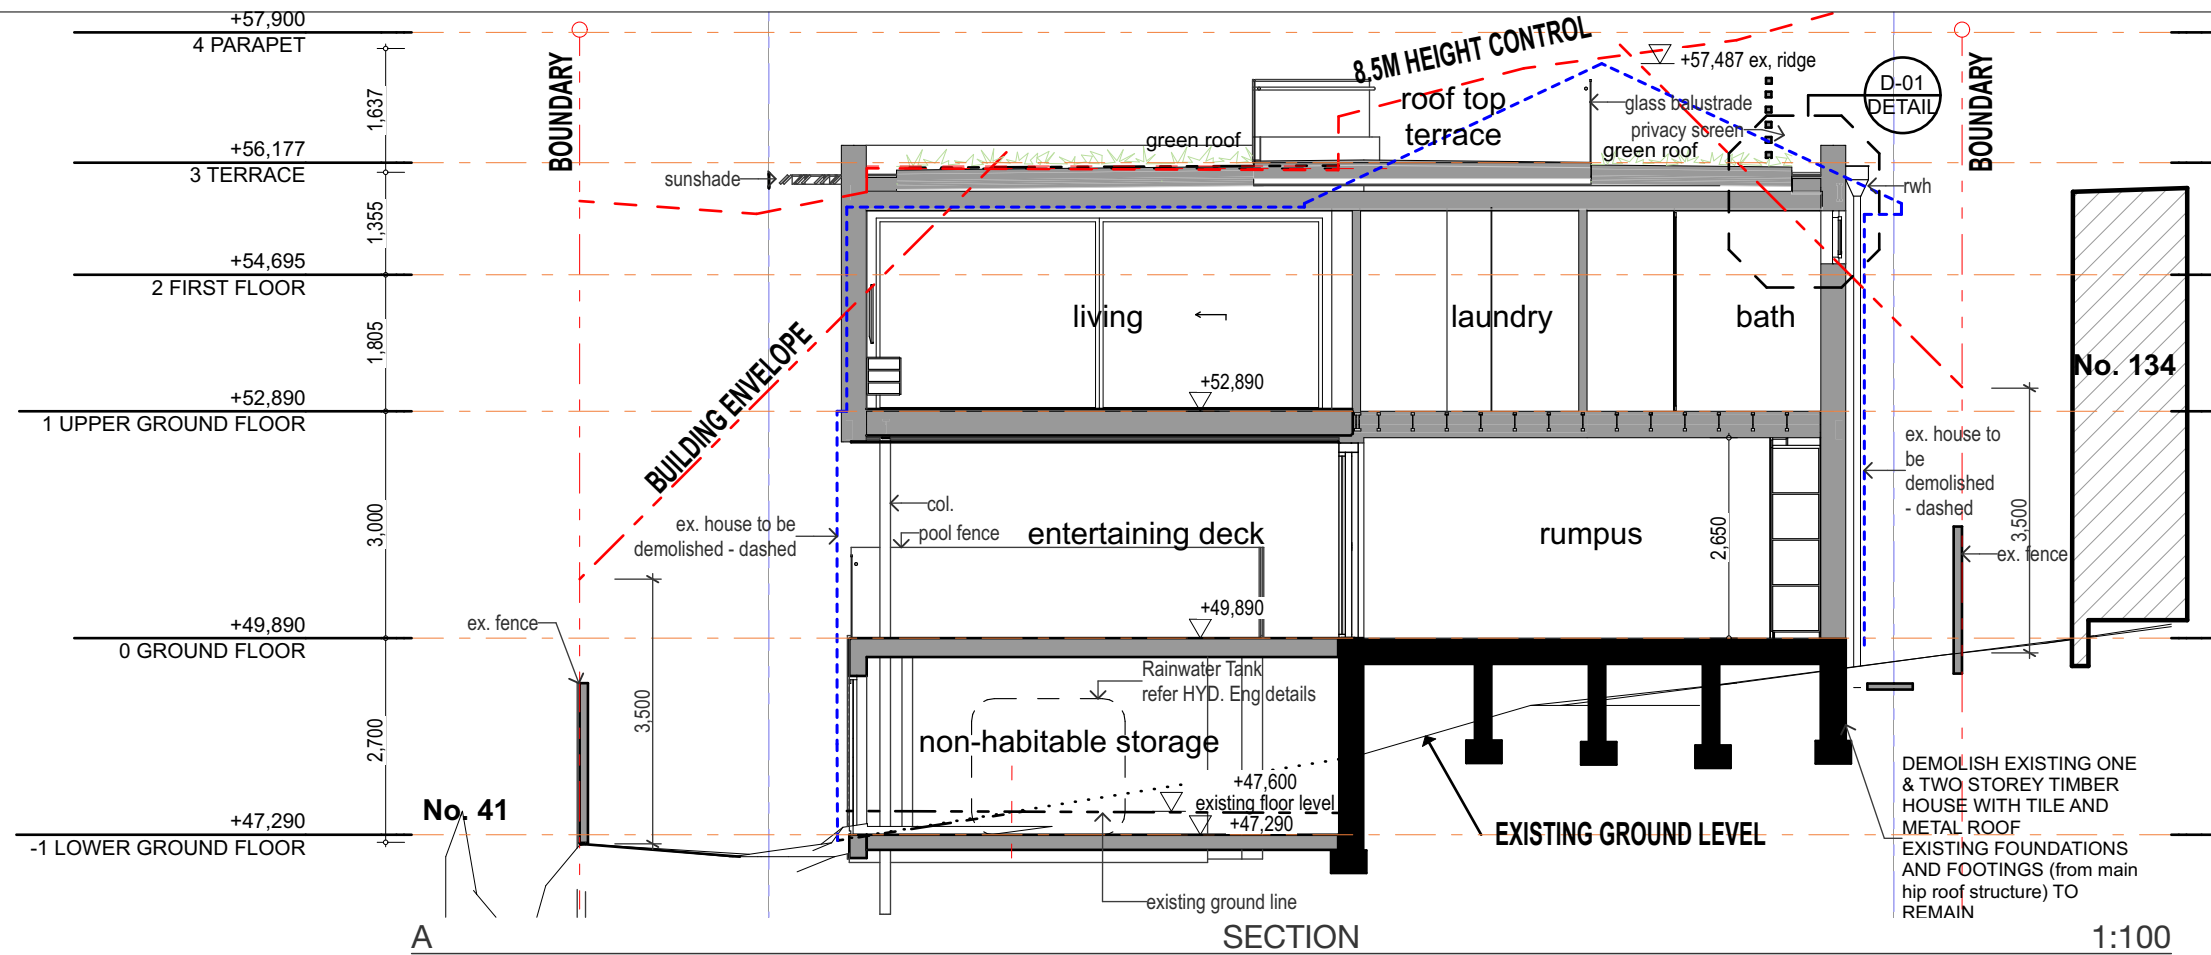 +57,900
4 PARAPET
1,637
+56,177
3 TERRACE
1,355
+54,695
2 FIRST FLOOR
1,805
+52,890
1 UPPER GROUND FLOOR
3,000
+49,890
0 GROUND FLOOR
2,700
+47,290
-1 LOWER GROUND FLOOR
BOUNDARY
8.5M HEIGHT CONTROL
+57,487 ex, ridge
D-01
DETAIL
BOUNDARY
roof top
terrace
glass balustrade
privacy screen
green roof
green roof
sunshade
rwh
living
laundry
bath
+52,890
No. 134
BUILDING ENVELOPE
ex. house to
be
demolished
- dashed
col.
pool fence
entertaining deck
rumpus
2,650
3,500
ex. fence
ex. house to be
demolished - dashed
ex. fence
+49,890
Rainwater Tank
refer HYD. Eng details
3,500
non-habitable storage
+47,600
existing floor level
+47,290
No. 41
EXISTING GROUND LEVEL
existing ground line
DEMOLISH EXISTING ONE
& TWO STOREY TIMBER
HOUSE WITH TILE AND
METAL ROOF
EXISTING FOUNDATIONS
AND FOOTINGS (from main
hip roof structure) TO
REMAIN
A
SECTION
1:100